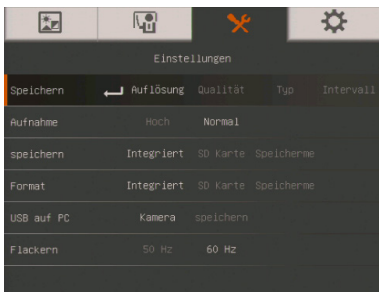 Einstellungen
Speichern Auflösung Qualität Typ Intervall
Aufnahme Hoch Normal
speichern Integriert SD Karte Speicherme
Format Integriert SD Karte Speicherme
USB auf PC Kamera speichern
Flackern 50 Hz 60 Hz